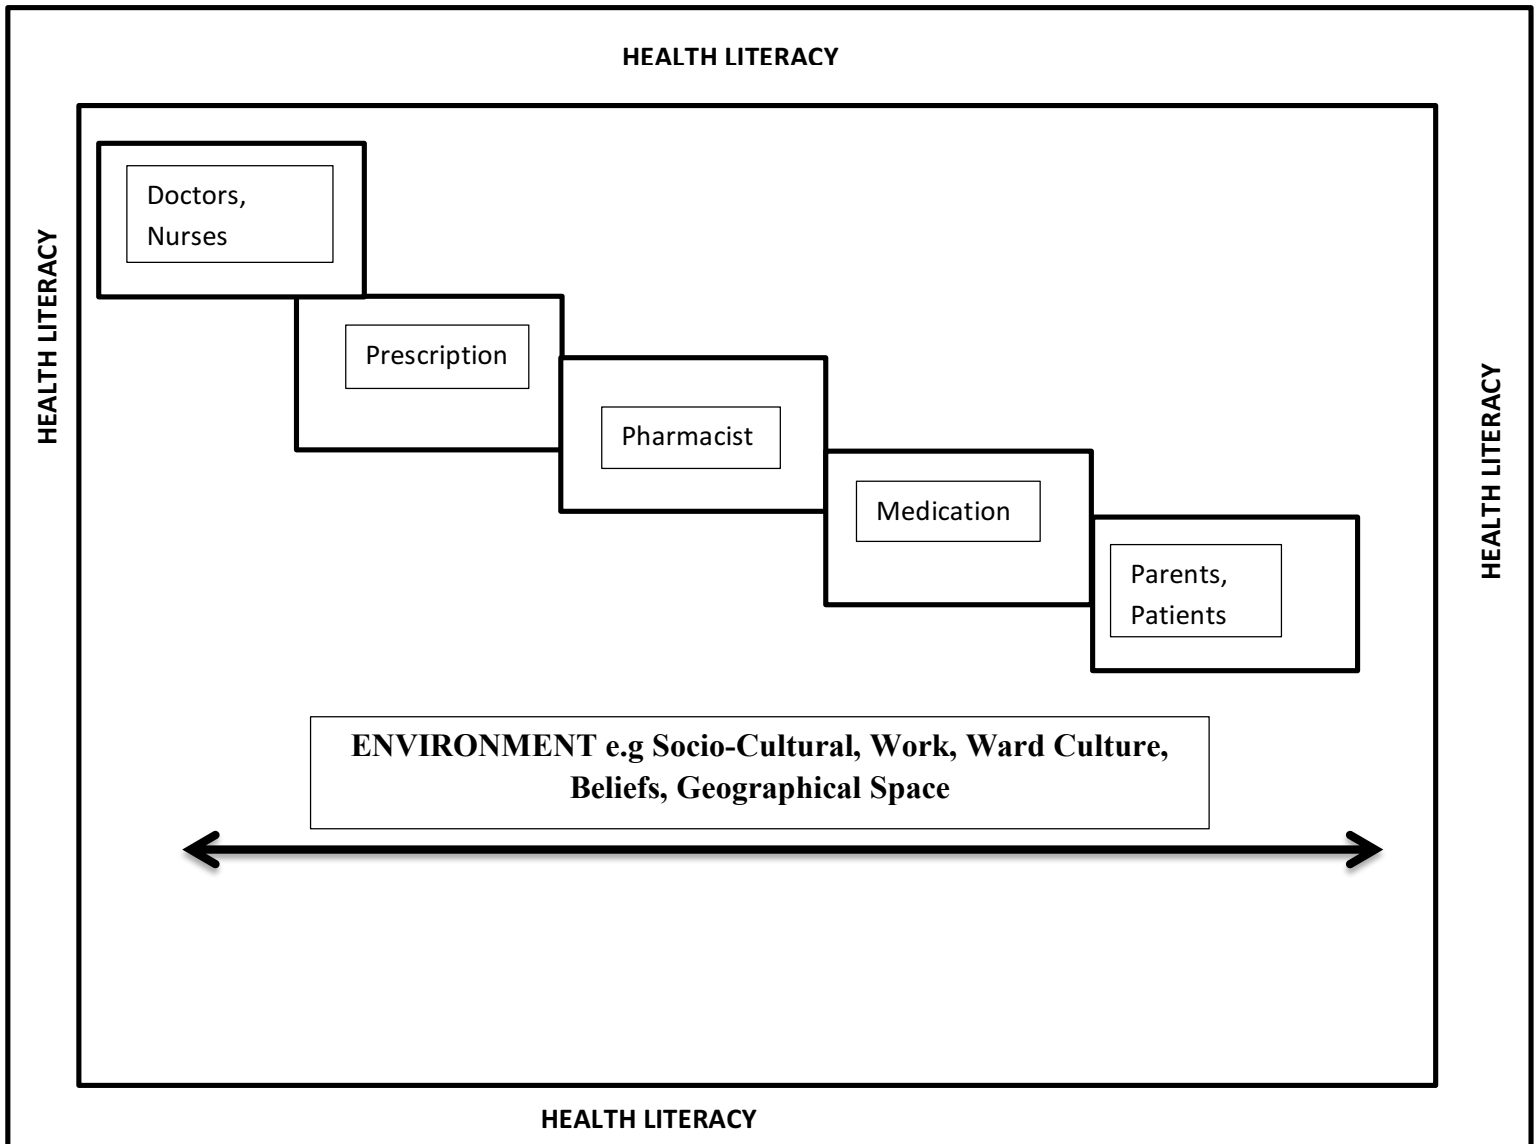 HEALTH LITERACY
Doctors,
Nurses
HEALTH LITERACY
Prescription
Pharmacist
HEALTH LITERACY
Medication
Parents,
Patients
ENVIRONMENT e.g Socio-Cultural, Work, Ward Culture,
Beliefs, Geographical Space
HEALTH LITERACY